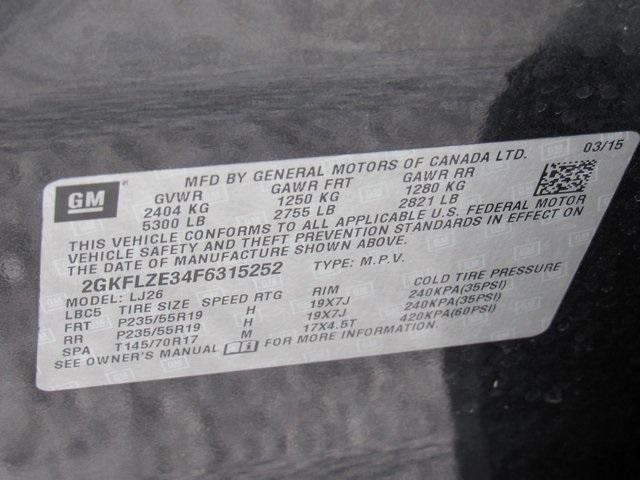 GM
MFD BY GENERAL MOTORS OF CANADA LTD. 03/15
GVWR GAWR FRT GAWR RR
2404 KG 1250 KG 1280 KG
5300 LB 2755 LB 2821 LB
THIS VEHICLE CONFORMS TO ALL APPLICABLE U.S. FEDERAL MOTOR
VEHICLE SAFETY AND THEFT PREVENTION STANDARDS IN EFFECT ON
THE DATE OF MANUFACTURE SHOWN ABOVE.
2GKFLZE34F6315252 TYPE: M.P.V.
MODEL: LJ26
LBC5 TIRE SIZE SPEED RTG RIM COLD TIRE PRESSURE
FRT P235/55R19 H 19X7J 240KPA(35PSI)
RR P235/55R19 H 19X7J 240KPA(35PSI)
SPA T145/70R17 M 17X4.5T 420KPA(60PSI)
SEE OWNER'S MANUAL FOR MORE INFORMATION.